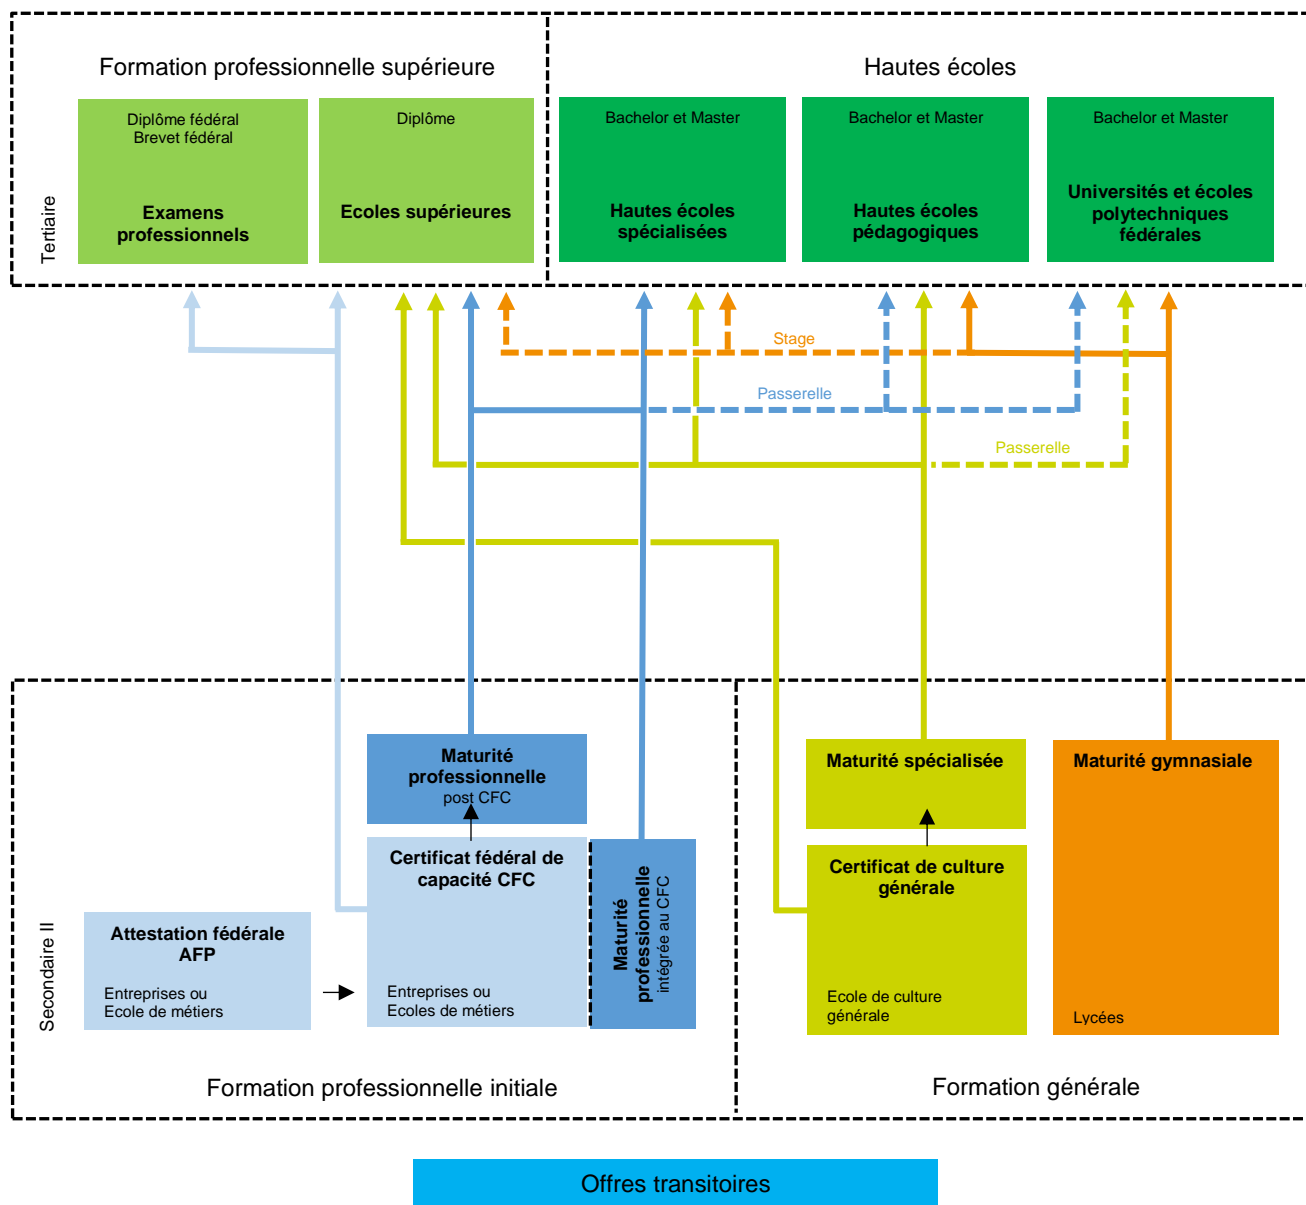 Formation professionnelle supérieure
Hautes écoles
Diplôme fédéral
Brevet fédéral
Examens
professionnels
Diplôme
Ecoles supérieures
Bachelor et Master
Hautes écoles
spécialisées
Bachelor et Master
Hautes écoles
pédagogiques
Bachelor et Master
Universités et écoles
polytechniques
fédérales
Tertiaire
Stage
Passerelle
Passerelle
Maturité
professionnelle
post CFC
Certificat fédéral de
capacité CFC
Entreprises ou
Ecoles de métiers
Maturité
professionnelle
intégrée au CFC
Attestation fédérale
AFP
Entreprises ou
Ecole de métiers
Maturité spécialisée
Certificat de culture
générale
Ecole de culture
générale
Maturité gymnasiale
Lycées
Secondaire II
Formation professionnelle initiale
Formation générale
Offres transitoires